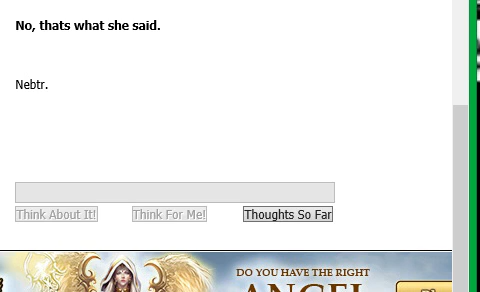 No, thats what she said.
Nebtr.
Think About It!
Think For Me!
Thoughts So Far
DO YOU HAVE THE RIGHT
ANGEL